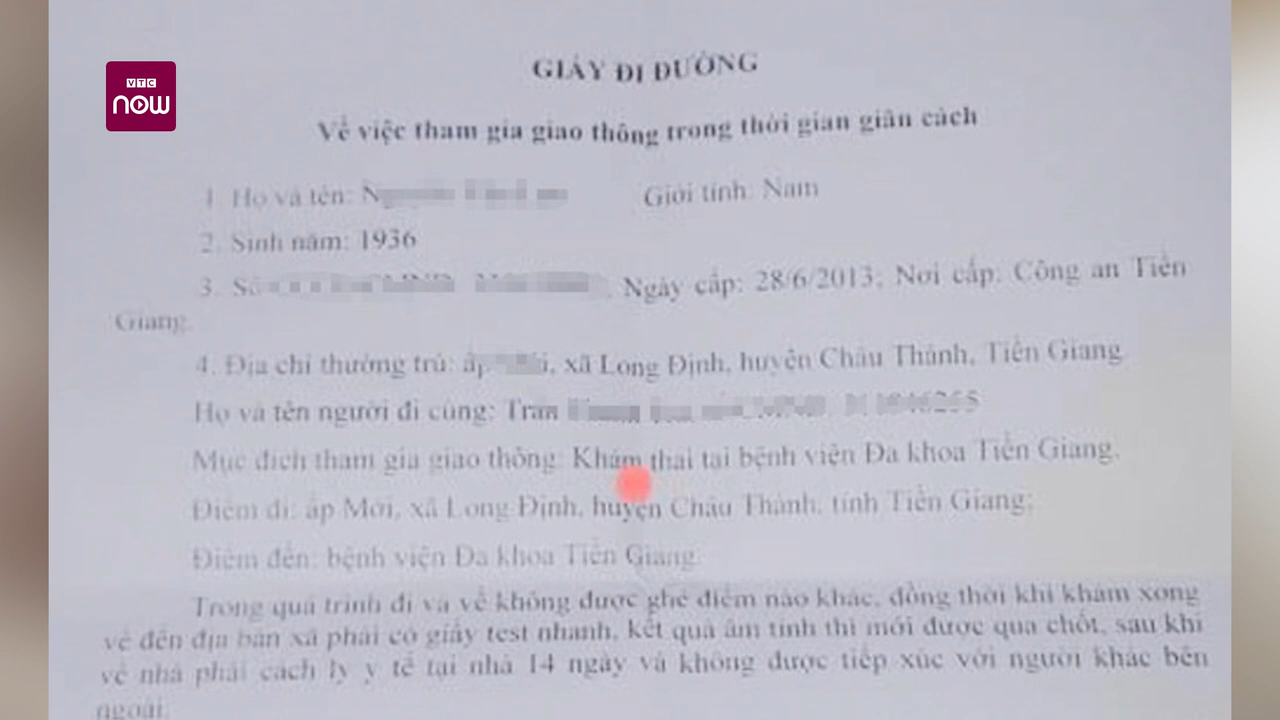 VTC
now
GIẤY ĐI ĐƯỜNG
Về việc tham gia giao thông trong thời gian giãn cách
1. Họ và tên: Giới tính: Nam
2. Sinh năm: 1936
3. Số Ngày cấp: 28/6/2013; Nơi cấp: Công an Tiền
Giang.
4. Địa chỉ thường trú: ấp xã Long Định, huyện Châu Thành, Tiền Giang
Họ và tên người đi cùng: Trần
Mục đích tham gia giao thông: Khám thai tại bệnh viện Đa khoa Tiền Giang.
Điểm đi: ấp Mới, xã Long Định, huyện Châu Thành, tỉnh Tiền Giang;
Điểm đến: bệnh viện Đa khoa Tiền Giang.
Trong quá trình đi và về không được ghé điểm nào khác, đồng thời khi khám xong
về đến địa bàn xã phải có giấy test nhanh, kết quả âm tính thì mới được qua chốt, sau khi
về nhà phải cách ly y tế tại nhà 14 ngày và không được tiếp xúc với người khác bên
ngoài.